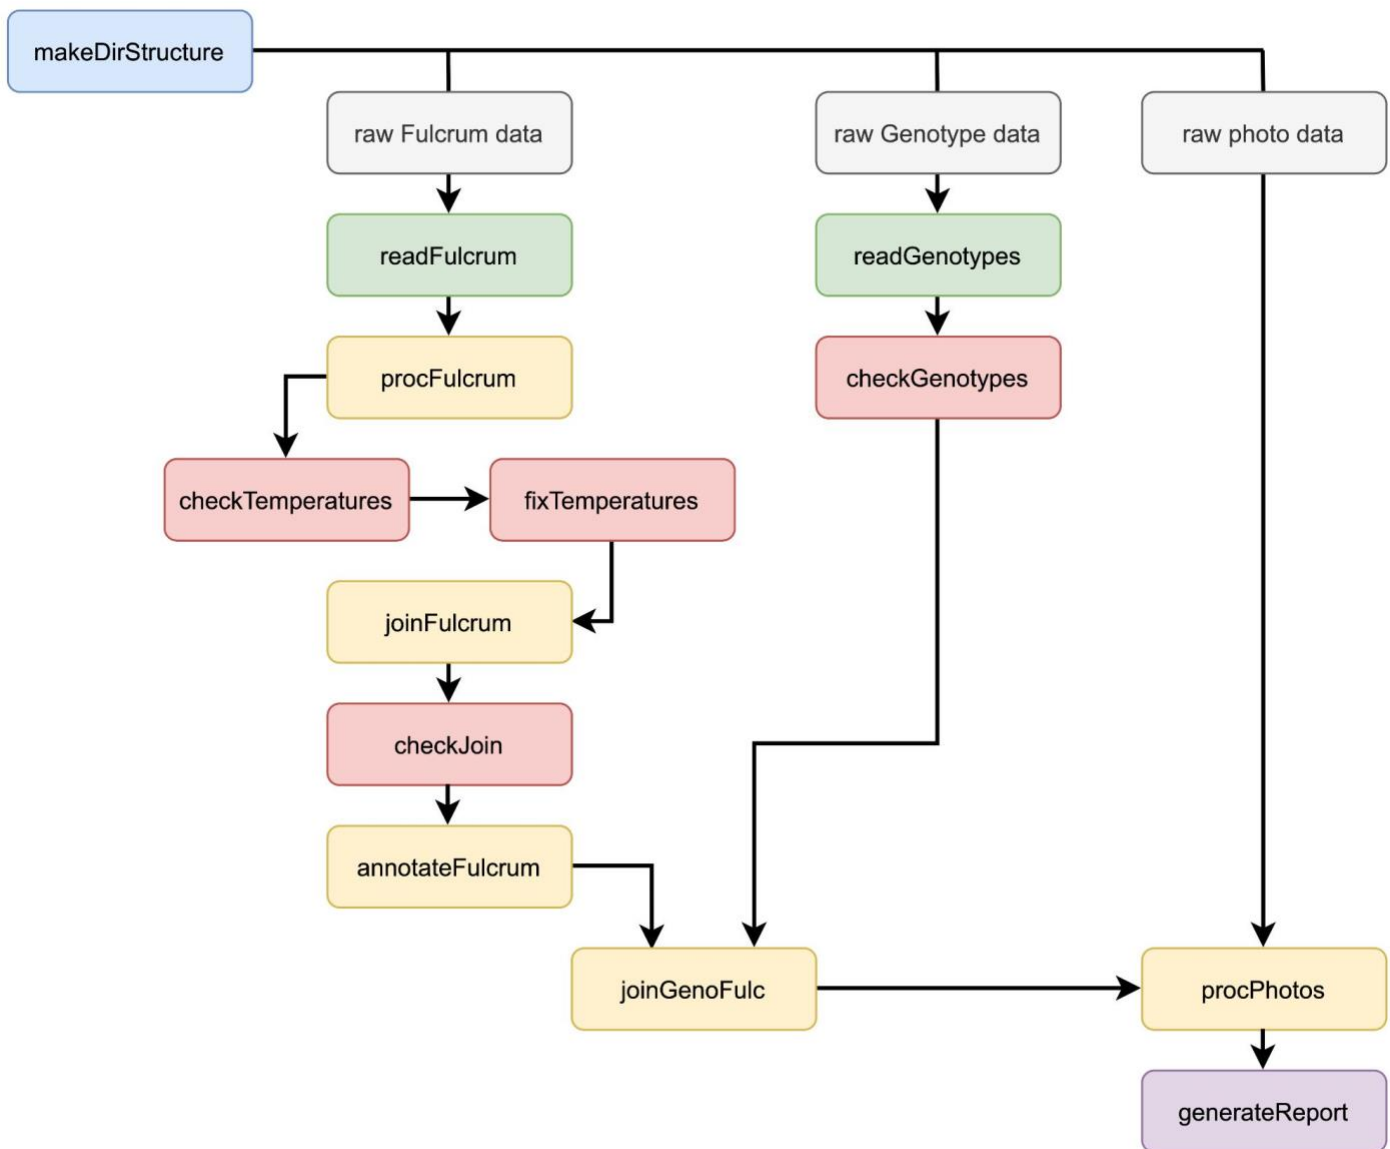 makeDirStructure
raw Fulcrum data
raw Genotype data
raw photo data
readFulcrum
readGenotypes
procFulcrum
checkGenotypes
checkTemperatures
fixTemperatures
joinFulcrum
checkJoin
annotateFulcrum
joinGenoFulc
procPhotos
generateReport